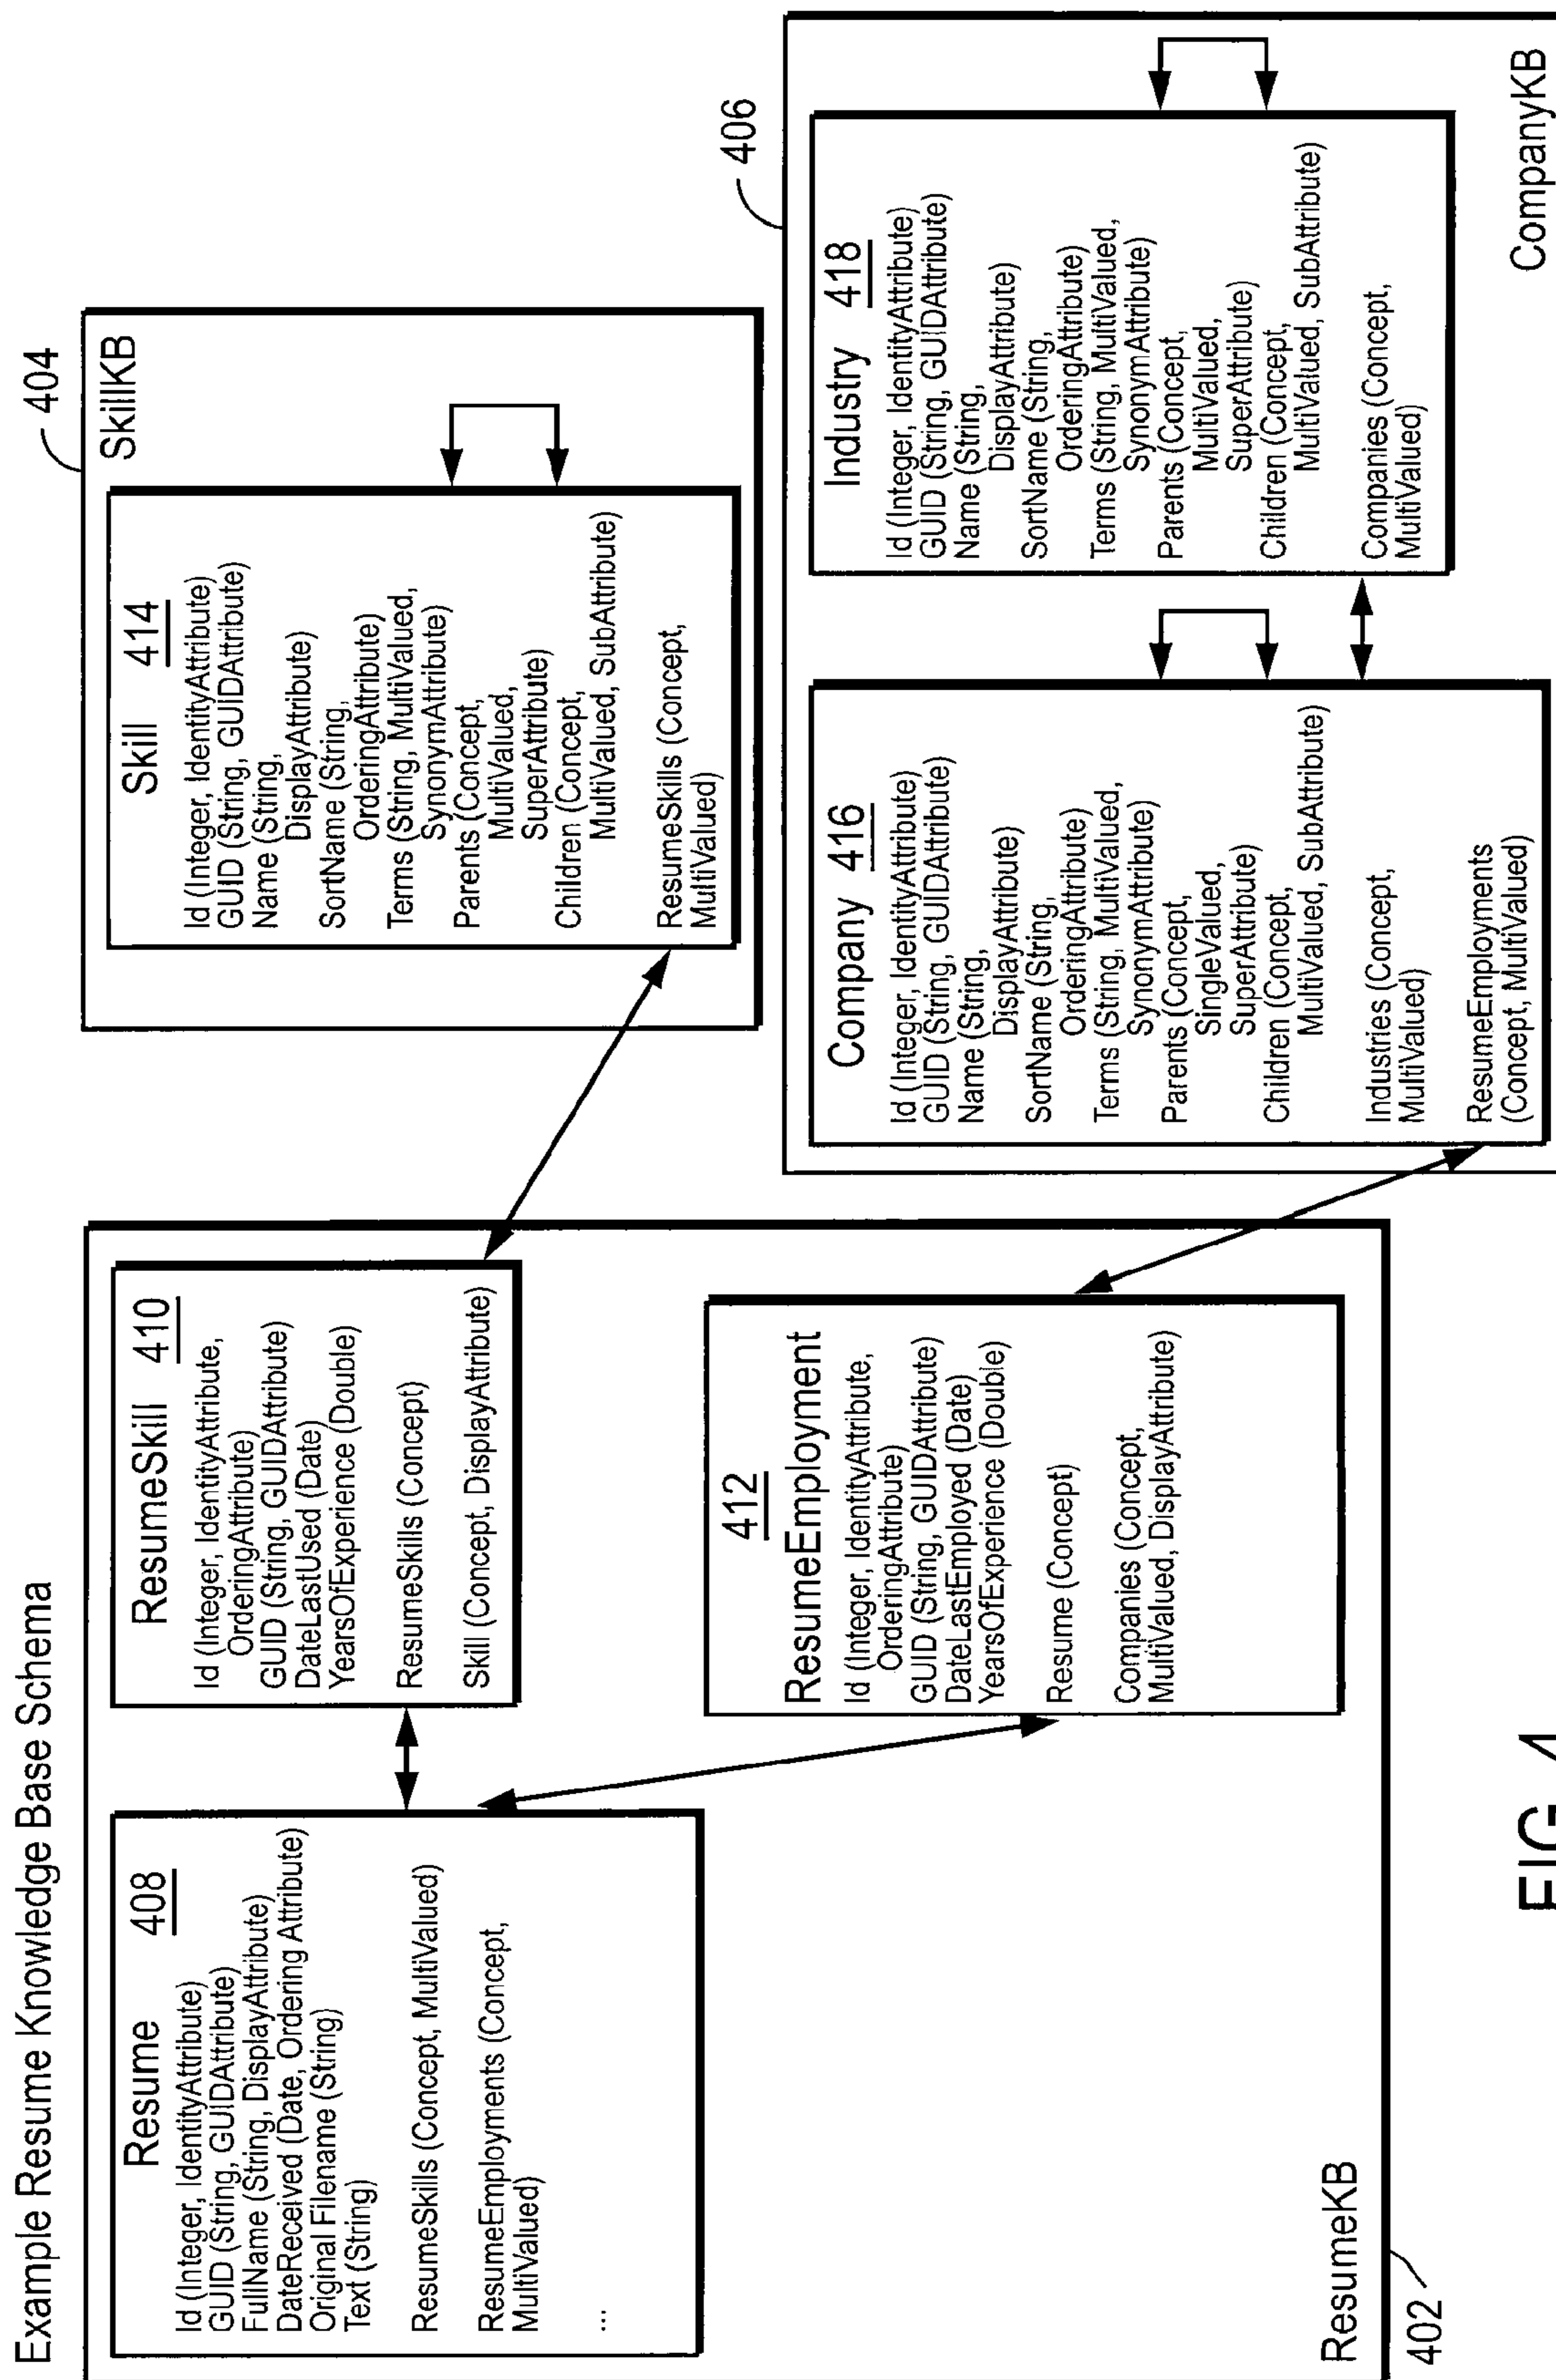 Example Resume Knowledge Base Schema
Resume 408
Id (Integer, IdentityAttribute)
GUID (String, GUIDAttribute)
FullName (String, DisplayAttribute)
DateReceived (Date, Ordering Attribute)
Original Filename (String)
Text (String)
ResumeSkills (Concept, MultiValued)
ResumeEmployments (Concept,
MultiValued)
...
ResumeSkill 410
Id (Integer, IdentityAttribute,
OrderingAttribute)
GUID (String, GUIDAttribute)
DateLastUsed (Date)
YearsOfExperience (Double)
ResumeSkills (Concept)
Skill (Concept, DisplayAttribute)
412
ResumeEmployment
Id (Integer, IdentityAttribute,
OrderingAttribute)
GUID (String, GUIDAttribute)
DateLastEmployed (Date)
YearsOfExperience (Double)
Resume (Concept)
Companies (Concept,
MultiValued, DisplayAttribute)
ResumeKB
402
404
SkillKB
Skill 414
Id (Integer, IdentityAttribute)
GUID (String, GUIDAttribute)
Name (String,
DisplayAttribute)
SortName (String,
OrderingAttribute)
Terms (String, MultiValued,
SynonymAttribute)
Parents (Concept,
MultiValued,
SuperAttribute)
Children (Concept,
MultiValued, SubAttribute)
ResumeSkills (Concept,
MultiValued)
406
Company 416
Id (Integer, IdentityAttribute)
GUID (String, GUIDAttribute)
Name (String,
DisplayAttribute)
SortName (String,
OrderingAttribute)
Terms (String, MultiValued,
SynonymAttribute)
Parents (Concept,
SingleValued,
SuperAttribute)
Children (Concept,
MultiValued, SubAttribute)
Industries (Concept,
MultiValued)
ResumeEmployments
(Concept, MultiValued)
Industry 418
Id (Integer, IdentityAttribute)
GUID (String, GUIDAttribute)
Name (String,
DisplayAttribute)
SortName (String,
OrderingAttribute)
Terms (String, MultiValued,
SynonymAttribute)
Parents (Concept,
MultiValued,
SuperAttribute)
Children (Concept,
MultiValued, SubAttribute)
Companies (Concept,
MultiValued)
CompanyKB
FIG. 4